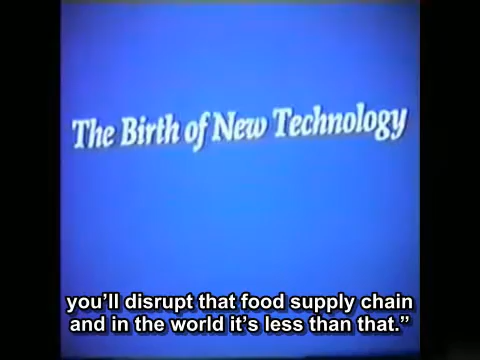 The Birth of New Technology
you’ll disrupt that food supply chain
and in the world it’s less than that.”